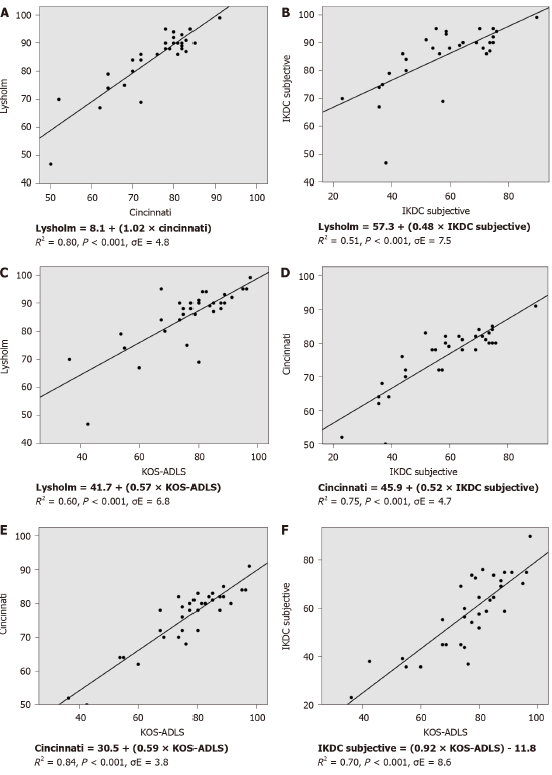 A
100
90
80
70
60
50
40
Lysholm
50 60 70 80 90 100
Cincinnati
Lysholm = 8.1 + (1.02 × cincinnati)
R² = 0.80, P < 0.001, σE = 4.8
B
100
90
80
70
60
50
40
IKDC subjective
20 40 60 80
IKDC subjective
Lysholm = 57.3 + (0.48 × IKDC subjective)
R² = 0.51, P < 0.001, σE = 7.5
C
100
90
80
70
60
50
40
Lysholm
40 60 80 100
KOS-ADLS
Lysholm = 41.7 + (0.57 × KOS-ADLS)
R² = 0.60, P < 0.001, σE = 6.8
D
100
90
80
70
60
50
Cincinnati
20 40 60 80
IKDC subjective
Cincinnati = 45.9 + (0.52 × IKDC subjective)
R² = 0.75, P < 0.001, σE = 4.7
E
100
90
80
70
60
50
Cincinnati
40 60 80 100
KOS-ADLS
Cincinnati = 30.5 + (0.59 × KOS-ADLS)
R² = 0.84, P < 0.001, σE = 3.8
F
80
60
40
20
IKDC subjective
40 60 80 100
KOS-ADLS
IKDC subjective = (0.92 × KOS-ADLS) - 11.8
R² = 0.70, P < 0.001, σE = 8.6